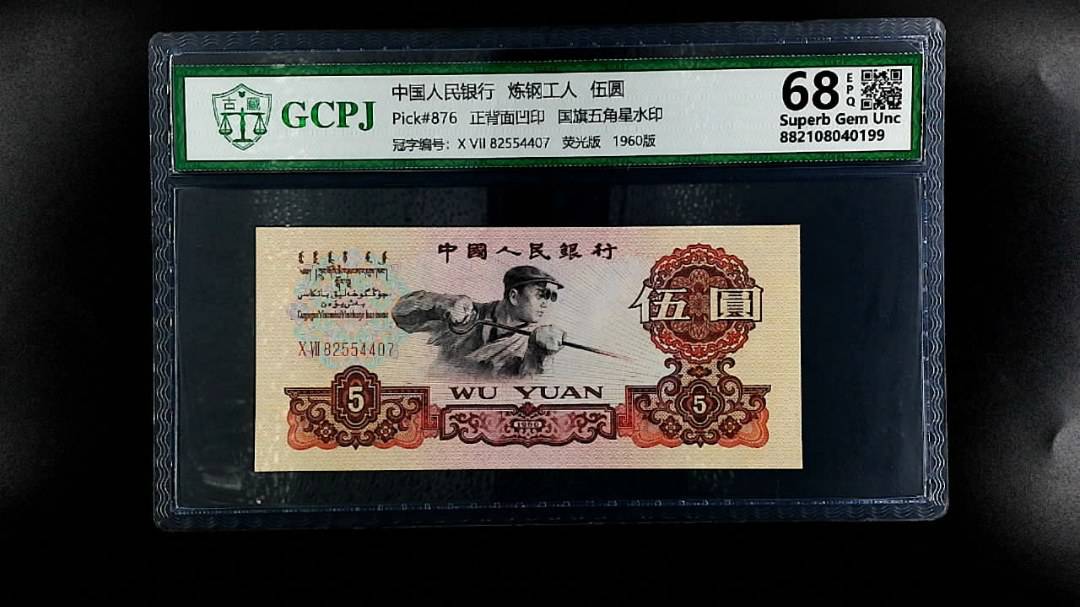 古藏
GCPJ
中国人民银行 炼钢工人 伍圆
Pick#876 正背面凹印 国旗五角星水印
冠字编号: X VII 82554407 荧光版 1960版
68
EPQ
Superb Gem Unc
882108040199
中國人民銀行
伍圓
X VII 82554407
WU YUAN
5
1960
5